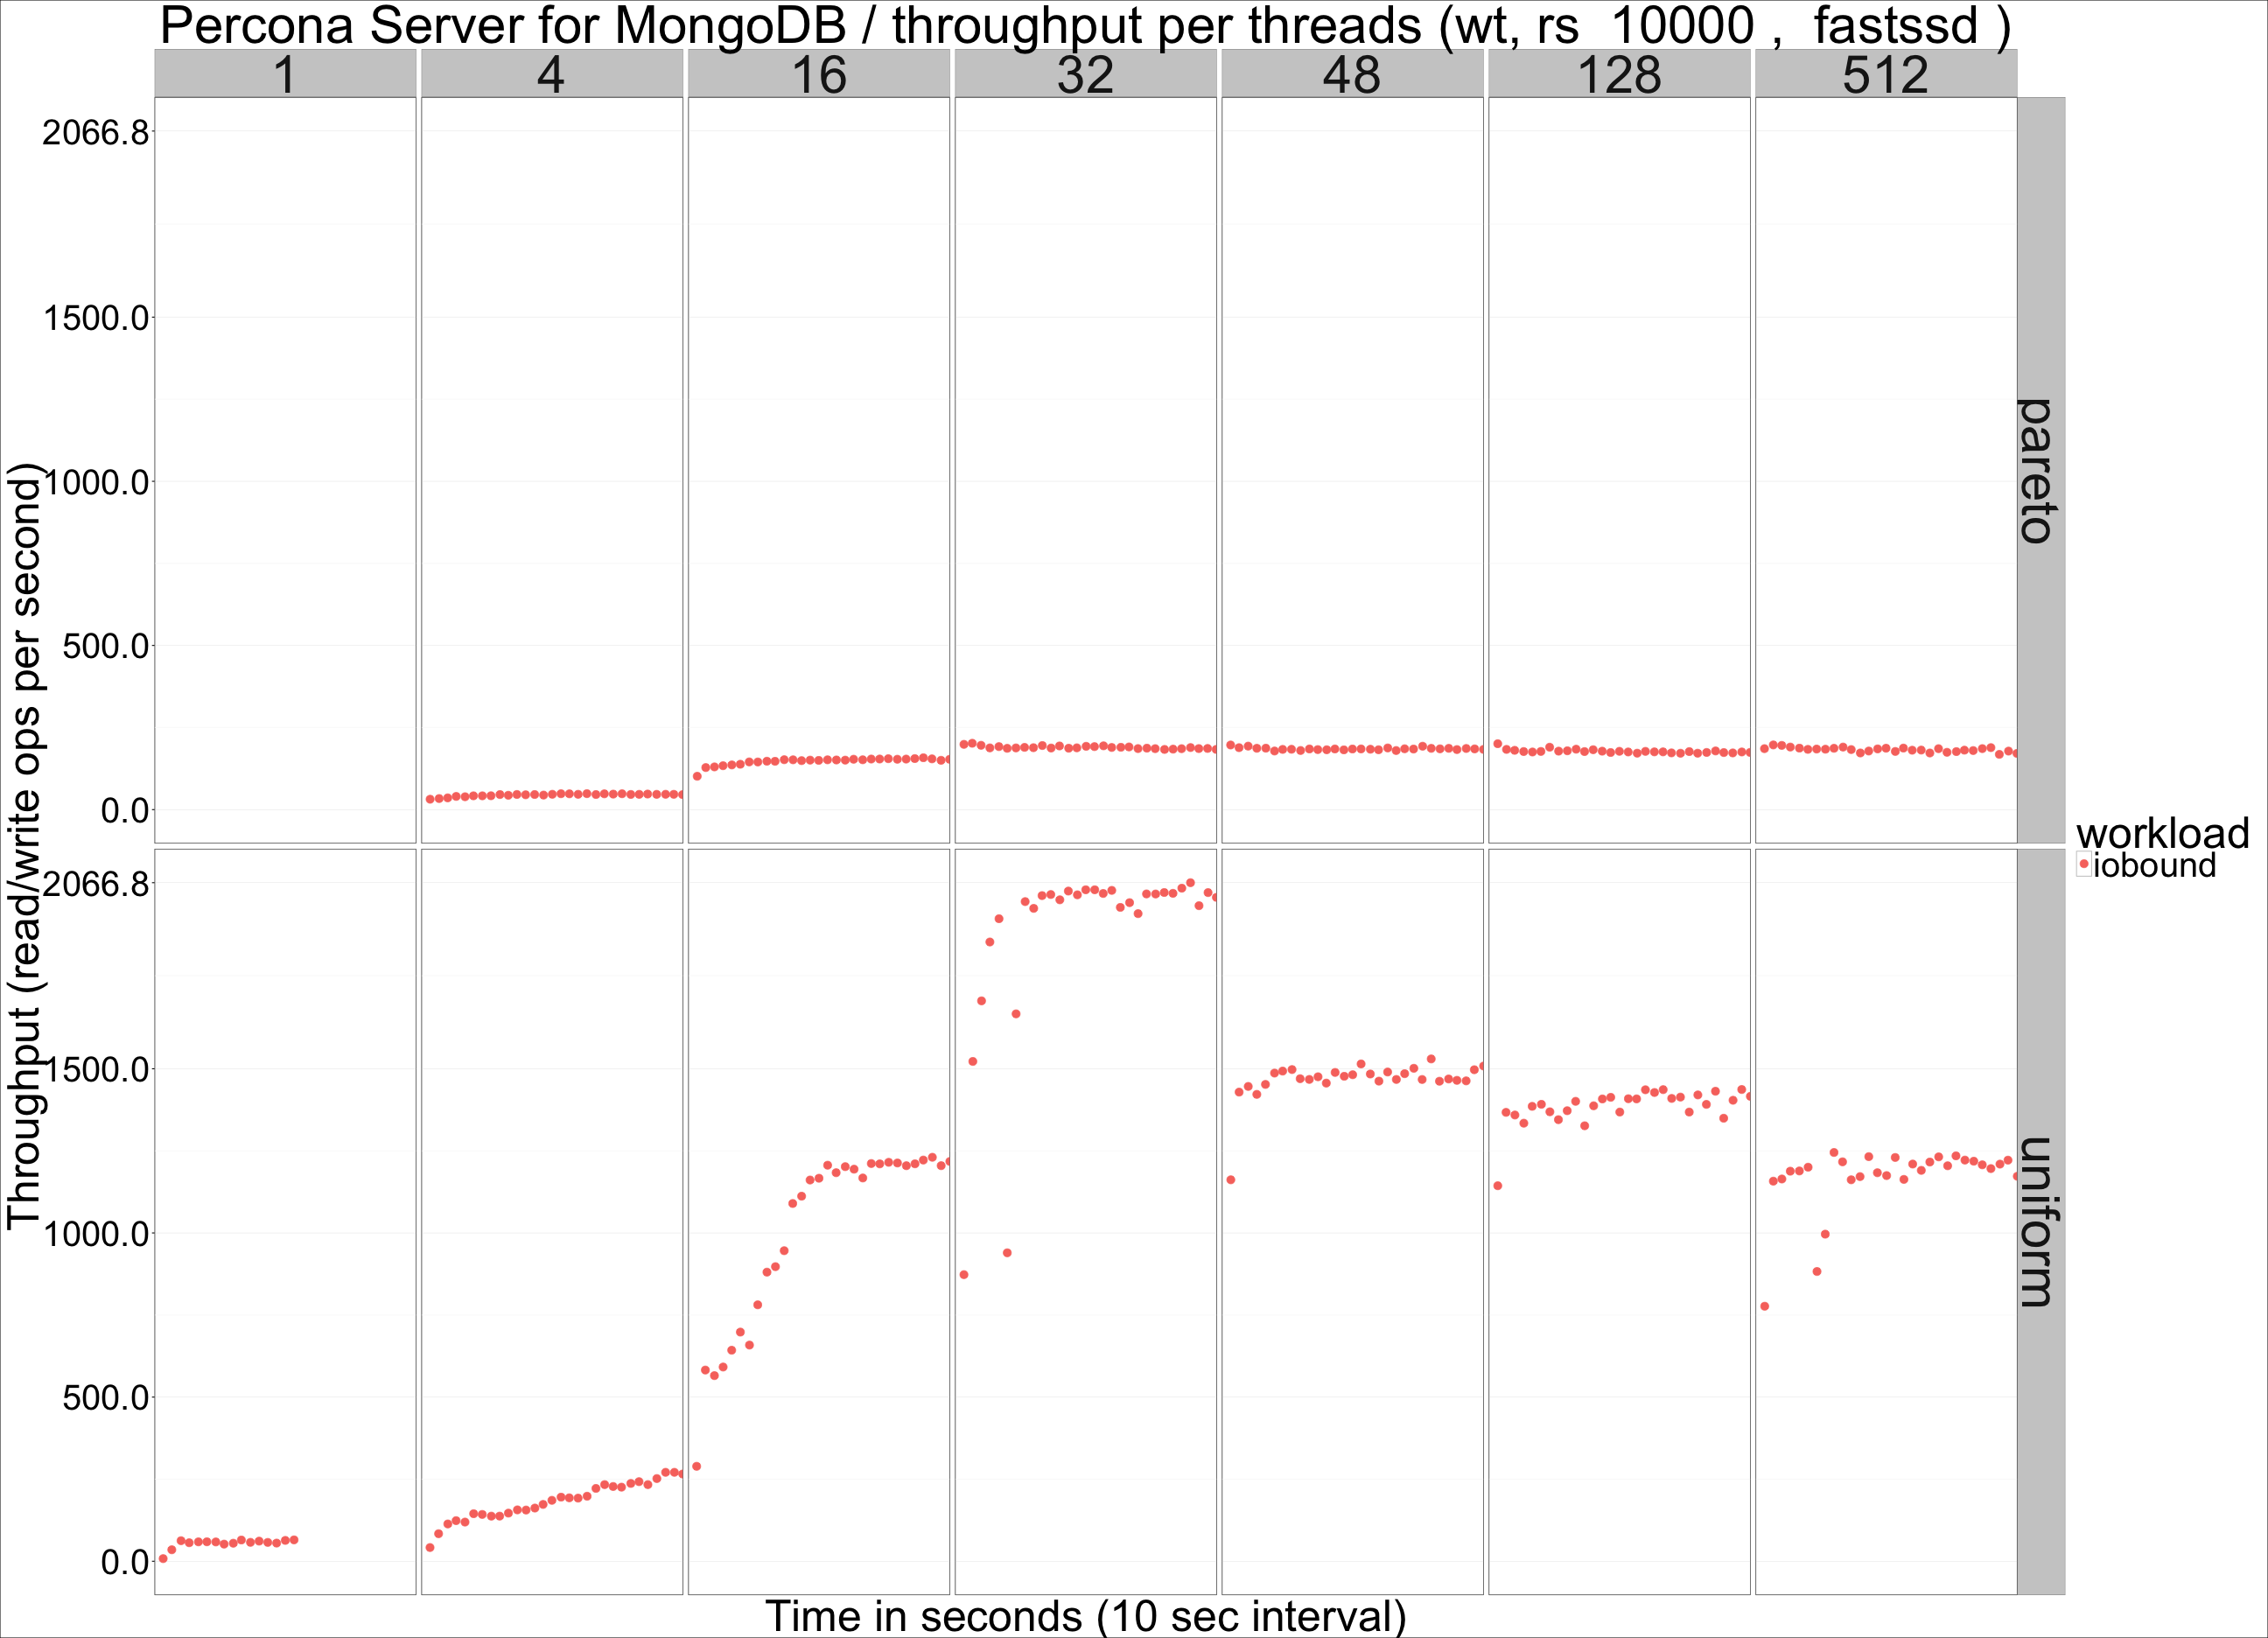 Percona Server for MongoDB / throughput per threads (wt, rs  10000 ,  fastssd )
1 4 16 32 48 128 512
2066.8
1500.0
1000.0
500.0
0.0
pareto
2066.8
1500.0
1000.0
500.0
0.0
uniform
Throughput (read/write ops per second)
Time in seconds (10 sec interval)
workload
iobound